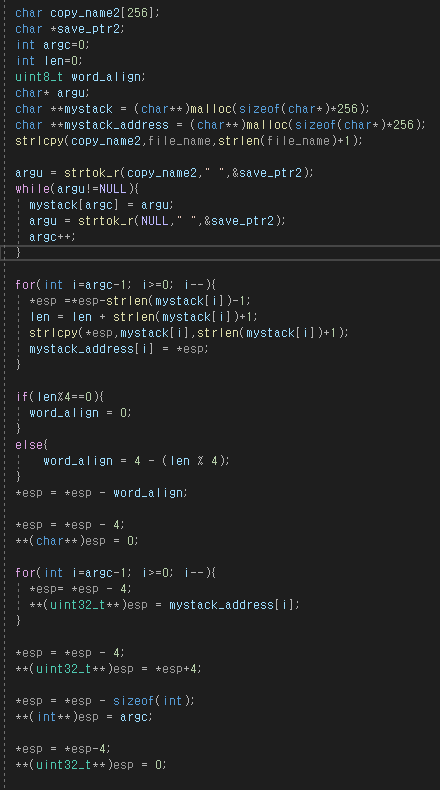 char copy_name2[256];
char *save_ptr2;
int argc=0;
int len=0;
uint8_t word_align;
char* argu;
char **mystack = (char**)malloc(sizeof(char*)*256);
char **mystack_address = (char**)malloc(sizeof(char*)*256);
strlcpy(copy_name2,file_name,strlen(file_name)+1);
argu = strtok_r(copy_name2," ",&save_ptr2);
while(argu!=NULL){
mystack[argc] = argu;
argu = strtok_r(NULL," ",&save_ptr2);
argc++;
}
for(int i=argc-1; i>=0; i--){
*esp =*esp-strlen(mystack[i])-1;
len = len + strlen(mystack[i])+1;
strlcpy(*esp,mystack[i],strlen(mystack[i])+1);
mystack_address[i] = *esp;
}
if(len%4==0){
word_align = 0;
}
else{
word_align = 4 - (len % 4);
}
*esp = *esp - word_align;
*esp = *esp - 4;
**(char**)esp = 0;
for(int i=argc-1; i>=0; i--){
*esp= *esp - 4;
**(uint32_t**)esp = mystack_address[i];
}
*esp = *esp - 4;
**(uint32_t**)esp = *esp+4;
*esp = *esp - sizeof(int);
**(int**)esp = argc;
*esp = *esp-4;
**(uint32_t**)esp = 0;